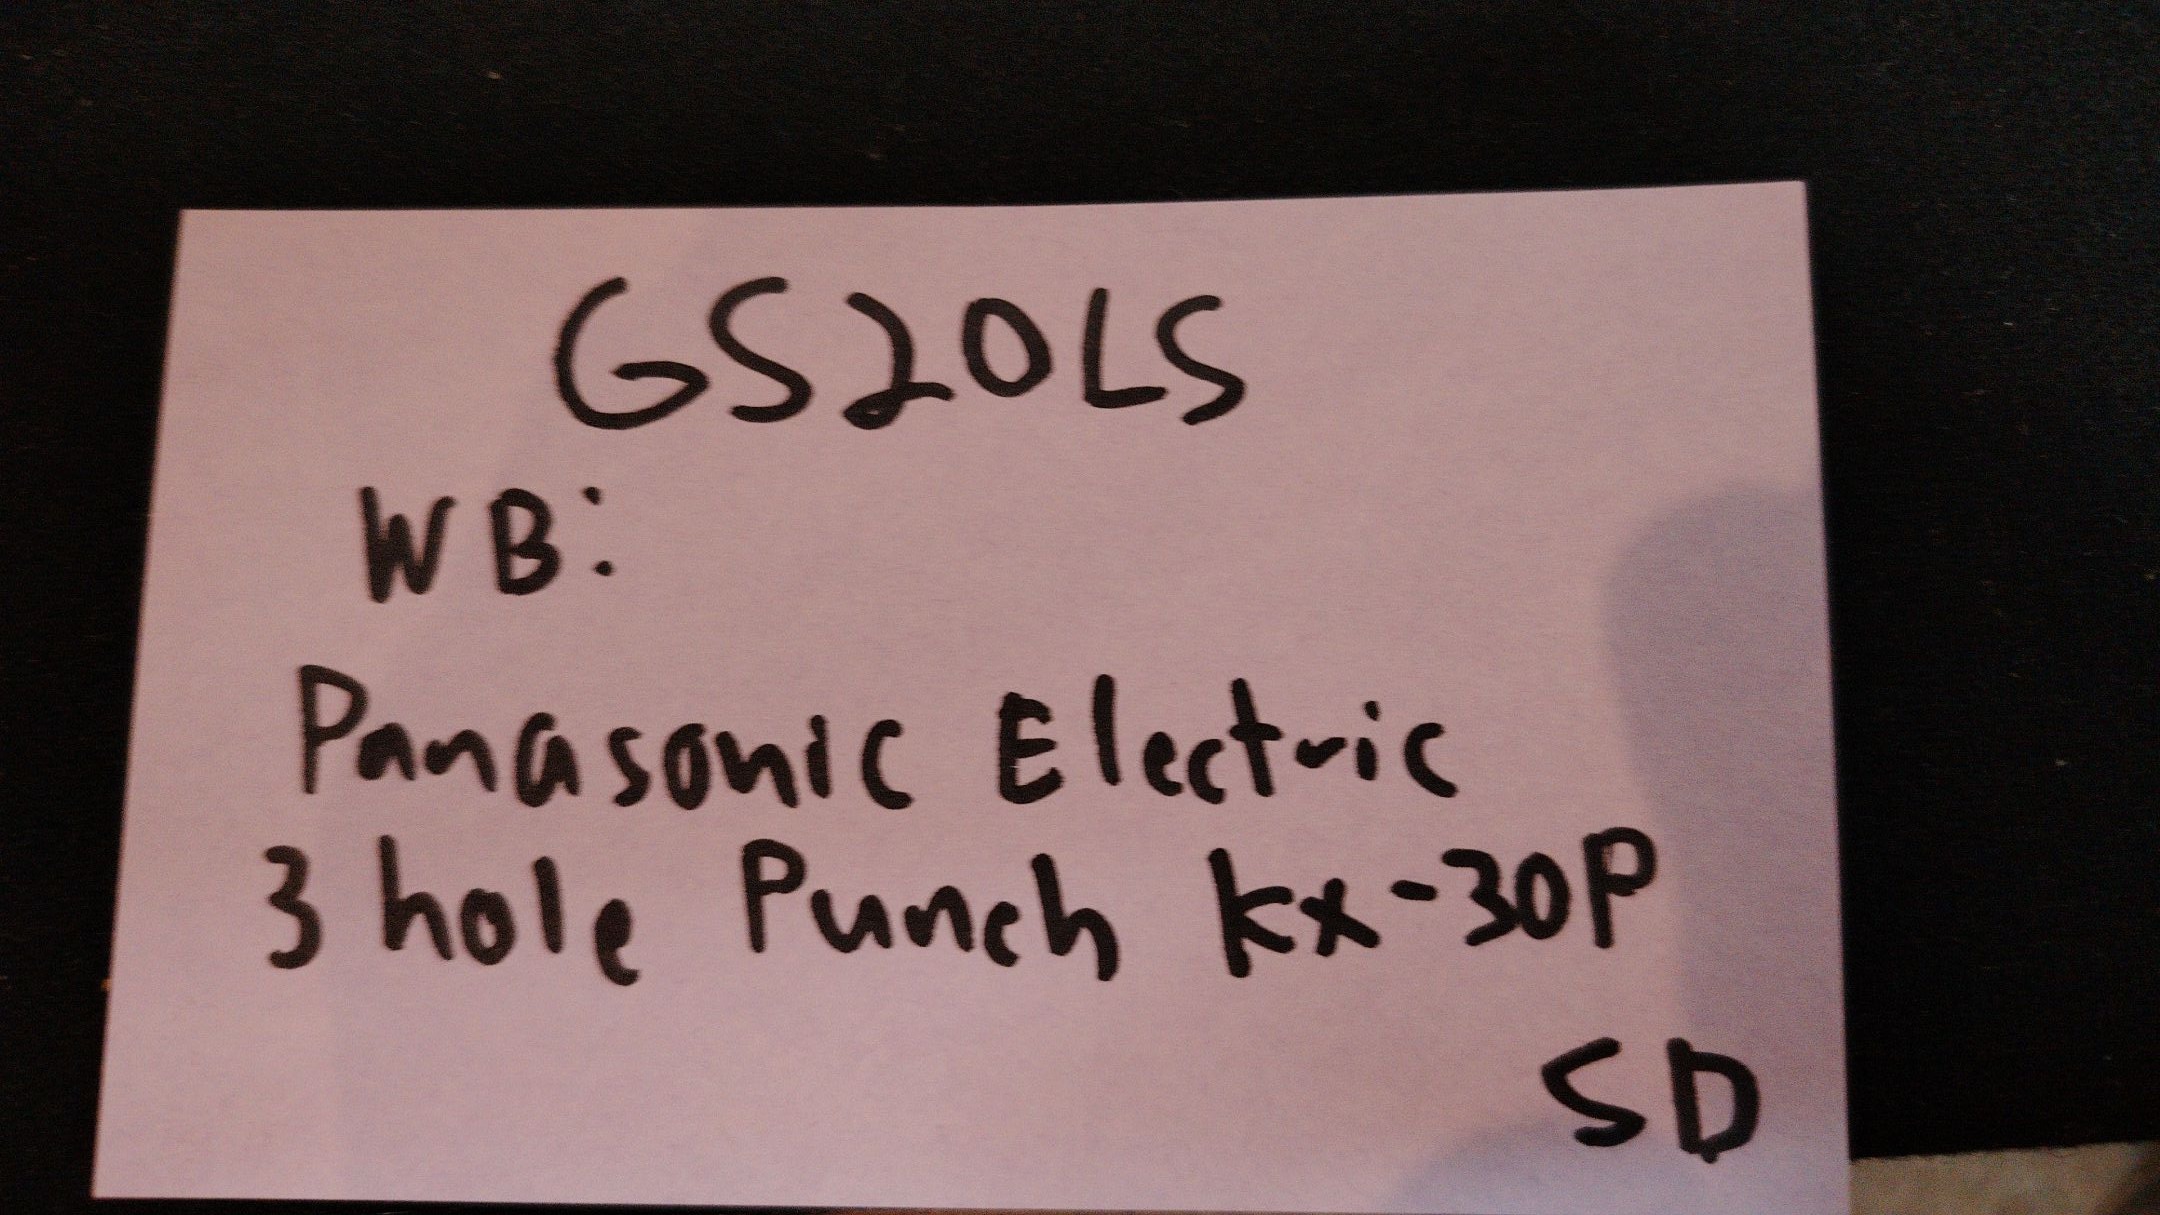 GS20LS
WB:
Panasonic Electric
3 hole Punch kx-30P
SD